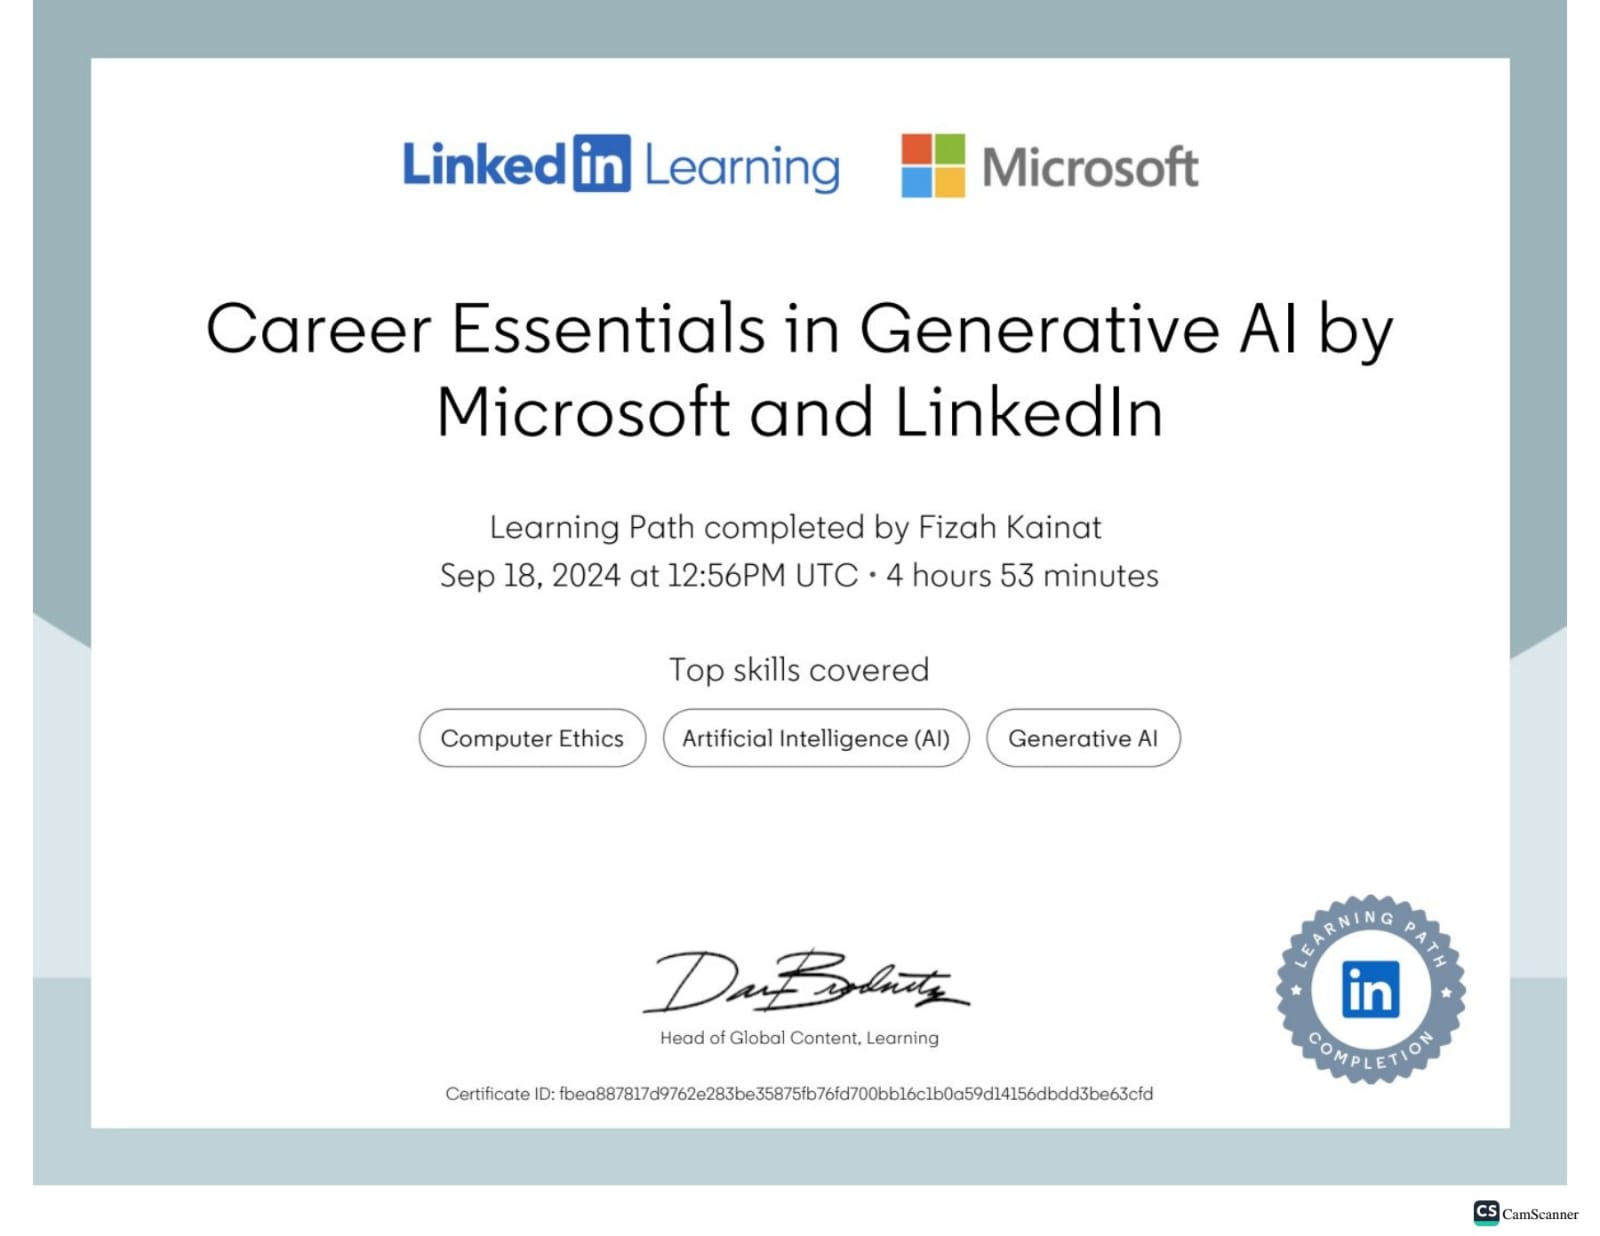 Linked in Learning Microsoft
Career Essentials in Generative AI by
Microsoft and LinkedIn
Learning Path completed by Fizah Kainat
Sep 18, 2024 at 12:56PM UTC • 4 hours 53 minutes
Top skills covered
Computer Ethics Artificial Intelligence (AI) Generative AI
Dan Brodnitz
Head of Global Content, Learning
LEARNING PATH
in
COMPLETION
Certificate ID: fbea887817d9762e283be35875fb76fd700bb16c1b0a59d14156dbdd3be63cfd
CS CamScanner